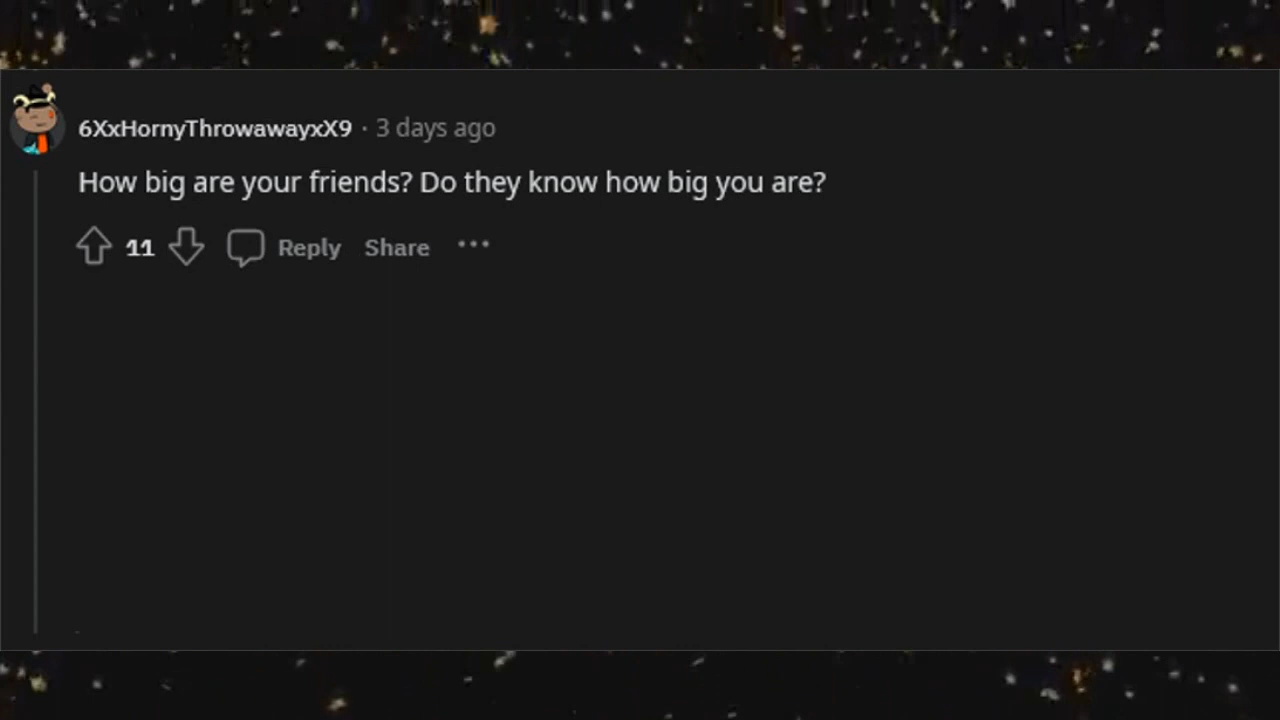 6XxHornyThrowawayxX9 · 3 days ago
How big are your friends? Do they know how big you are?
11 Reply Share ···